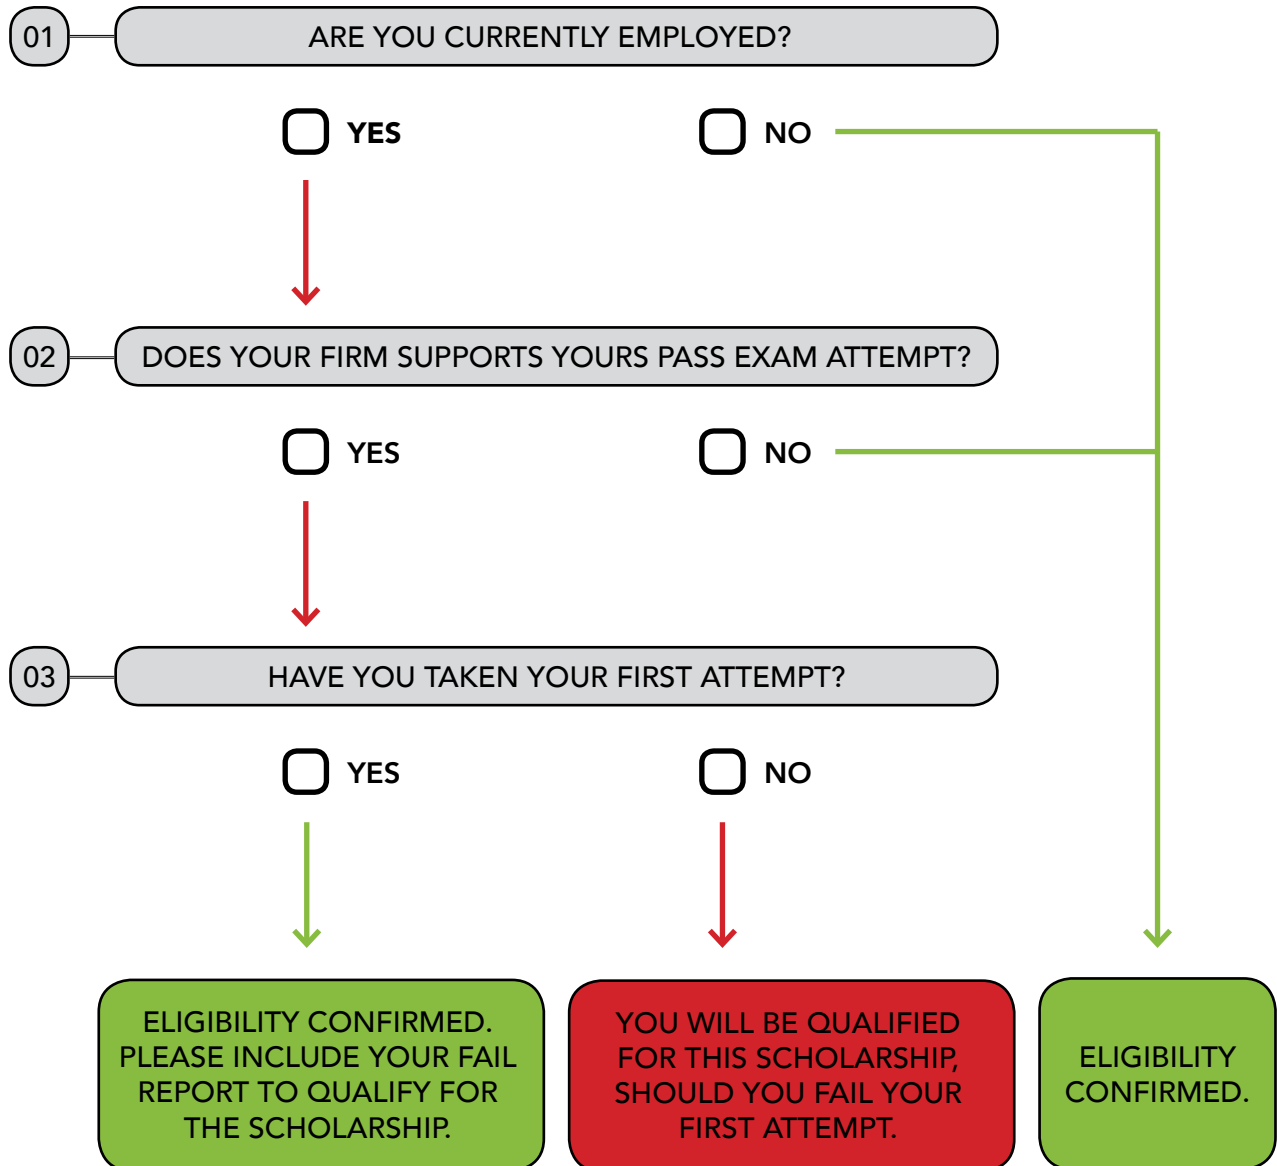 01
ARE YOU CURRENTLY EMPLOYED?
YES
NO
02
DOES YOUR FIRM SUPPORTS YOURS PASS EXAM ATTEMPT?
YES
NO
03
HAVE YOU TAKEN YOUR FIRST ATTEMPT?
YES
NO
ELIGIBILITY CONFIRMED.
PLEASE INCLUDE YOUR FAIL
REPORT TO QUALIFY FOR
THE SCHOLARSHIP.
YOU WILL BE QUALIFIED
FOR THIS SCHOLARSHIP,
SHOULD YOU FAIL YOUR
FIRST ATTEMPT.
ELIGIBILITY
CONFIRMED.